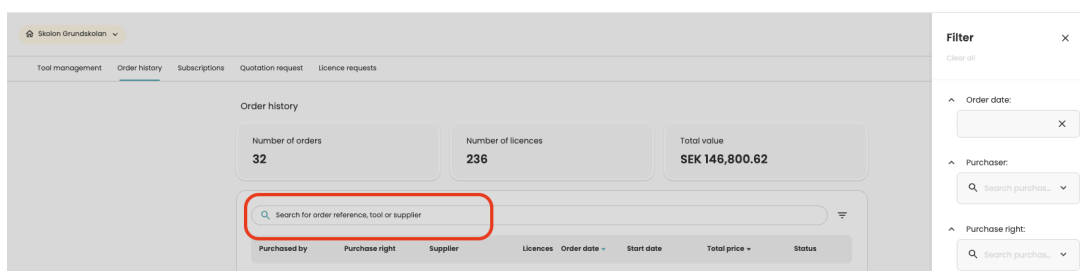 Skolon Grundskolan
Filter
Clear all
Tool management Order history Subscriptions Quotation request Licence requests
Order history
Order date:
Number of orders Number of licences Total value
32 236 SEK 146,800.62
Purchaser:
Search purchas...
Search for order reference, tool or supplier
Purchase right:
Purchased by Purchase right Supplier Licences Order date Start date Total price Status
Search purchas...